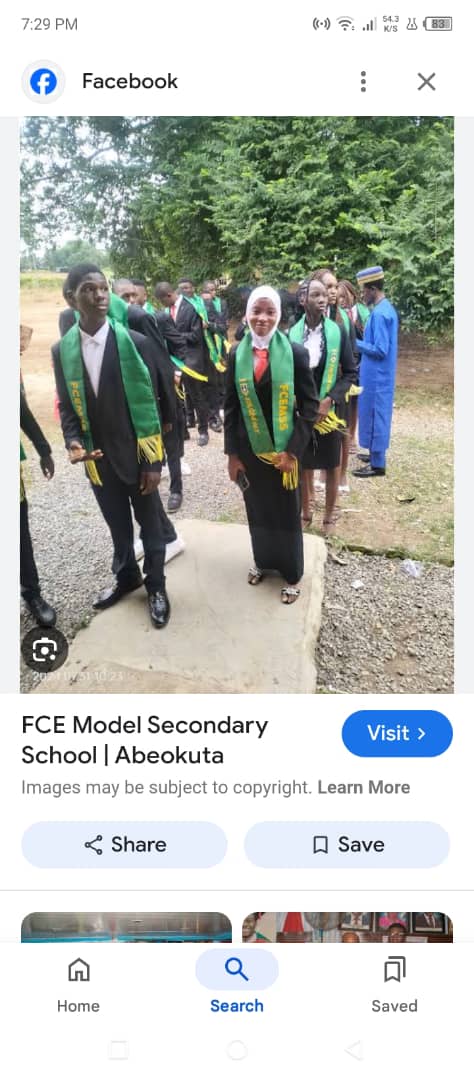 7:29 PM
54.3
K/S
83
Facebook
FCEMSS
FCEMSS
FCE Model Secondary
School | Abeokuta
Visit
Images may be subject to copyright. Learn More
Share
Save
Home
Search
Saved